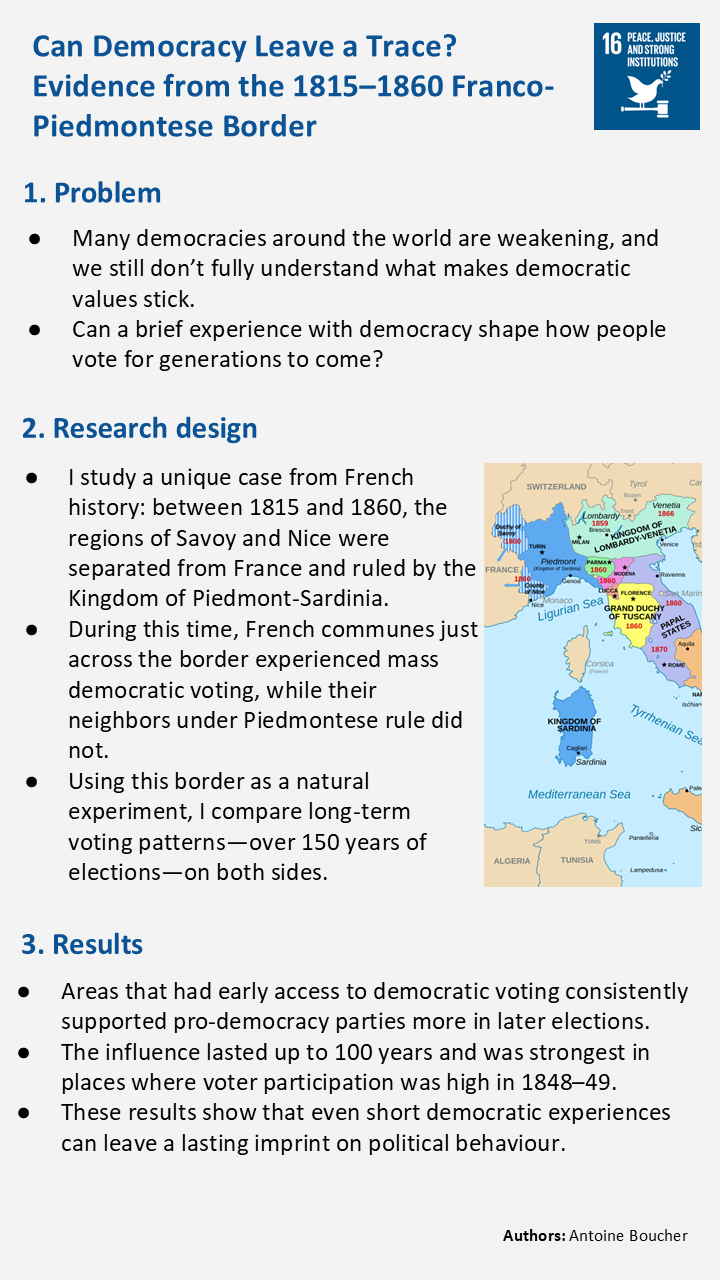 Can Democracy Leave a Trace?
Evidence from the 1815–1860 Franco-
Piedmontese Border
16 PEACE, JUSTICE
AND STRONG
INSTITUTIONS
1. Problem
● Many democracies around the world are weakening, and
we still don’t fully understand what makes democratic
values stick.
● Can a brief experience with democracy shape how people
vote for generations to come?
2. Research design
● I study a unique case from French
history: between 1815 and 1860, the
regions of Savoy and Nice were
separated from France and ruled by the
Kingdom of Piedmont-Sardinia.
● During this time, French communes just
across the border experienced mass
democratic voting, while their
neighbors under Piedmontese rule did
not.
● Using this border as a natural
experiment, I compare long-term
voting patterns—over 150 years of
elections—on both sides.
SWITZERLAND
Tyrol
Bozen
Trent
Venetia
1866
Lombardy
1859
Brescia
KINGDOM OF
LOMBARDY-VENETIA
Duchy of
Savoy
1860
MILAN
Venice
TURIN
Piedmont
(Kingdom of Sardinia)
PARMA
1860
MODENA
1860
FRANCE
1860
County
of Nice
Nice
Genoa
Ravenna
LUCCA
FLORENCE
San Marin
Monaco
Ligurian Sea
GRAND DUCHY
OF TUSCANY
1860
1860
PAPAL
STATES
1870
Aquila
ROME
Corsica
(France)
NA
Ischia
KINGDOM OF
SARDINIA
Cagliari
Sardinia
Tyrrhenian Sea
Mediterranean Sea
Pale
Sic
TUNIS
Pantelleria
ALGERIA
TUNISIA
Lampedusa
3. Results
● Areas that had early access to democratic voting consistently
supported pro-democracy parties more in later elections.
● The influence lasted up to 100 years and was strongest in
places where voter participation was high in 1848–49.
● These results show that even short democratic experiences
can leave a lasting imprint on political behaviour.
Authors: Antoine Boucher